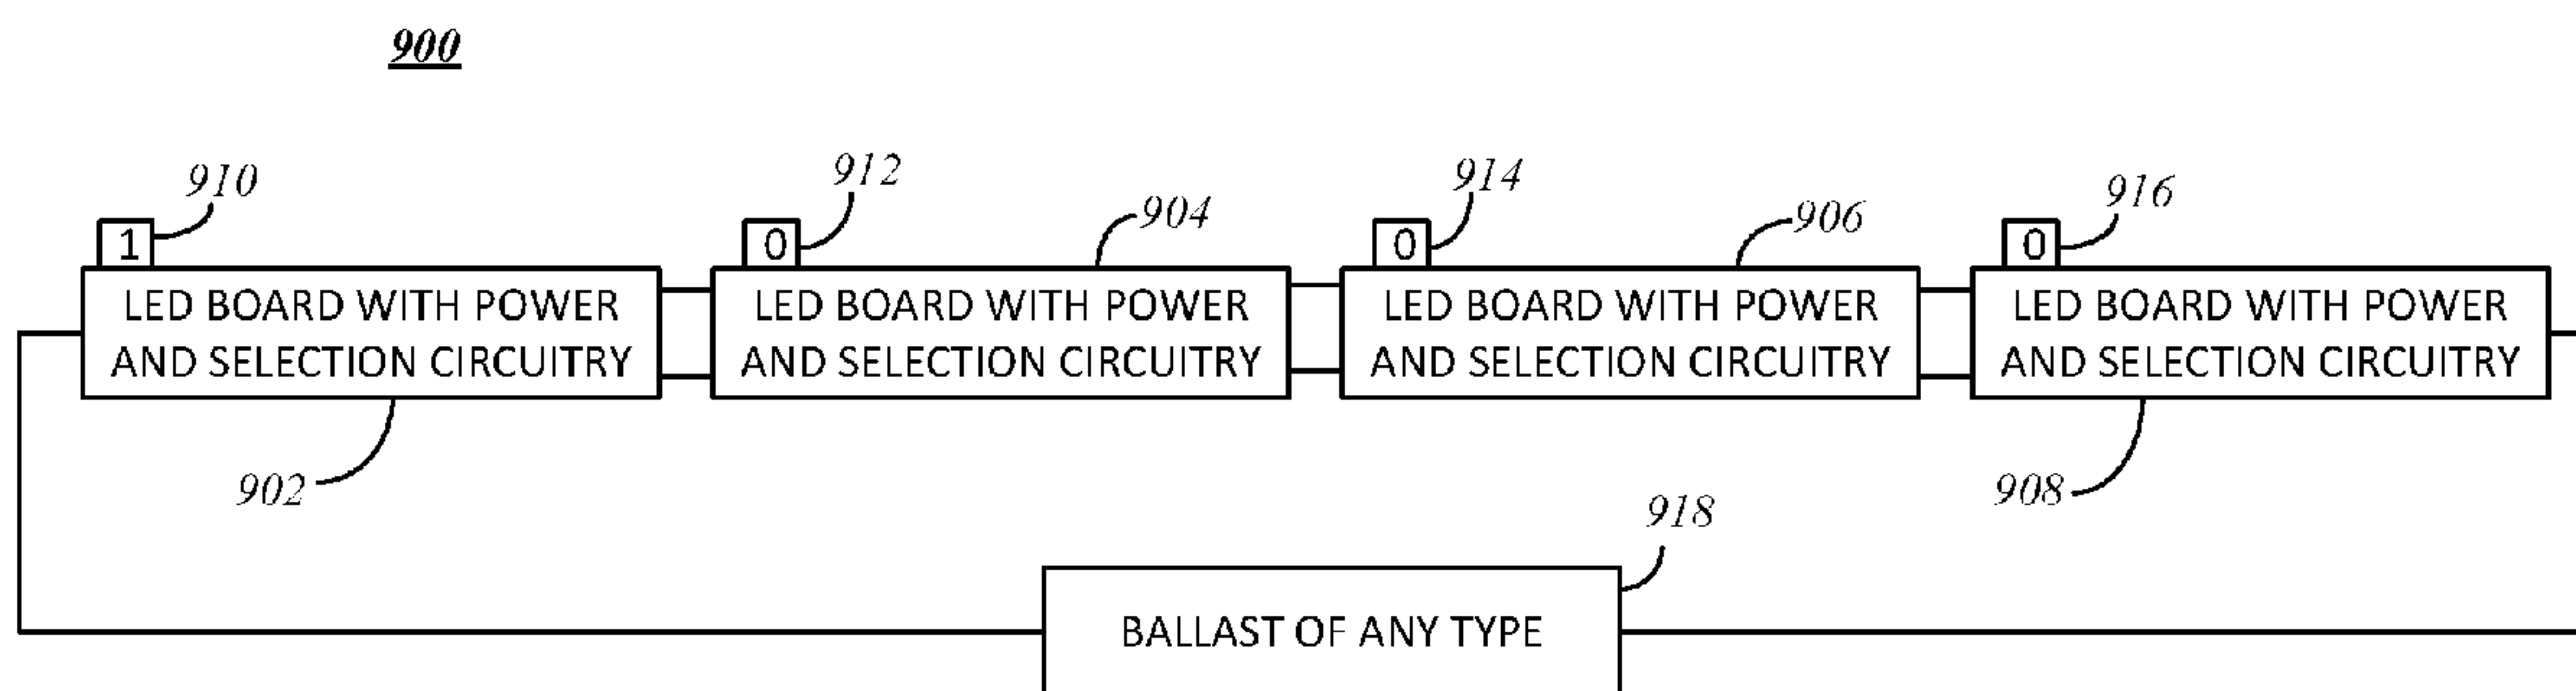 900
910
912
914
916
904
906
1
0
0
0
LED BOARD WITH POWER
AND SELECTION CIRCUITRY
LED BOARD WITH POWER
AND SELECTION CIRCUITRY
LED BOARD WITH POWER
AND SELECTION CIRCUITRY
LED BOARD WITH POWER
AND SELECTION CIRCUITRY
902
908
918
BALLAST OF ANY TYPE